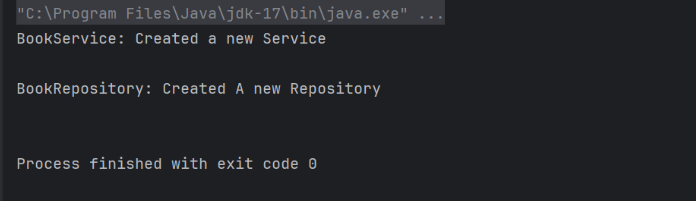 "C:\Program Files\Java\jdk-17\bin\java.exe" ...
BookService: Created a new Service
BookRepository: Created A new Repository
Process finished with exit code 0